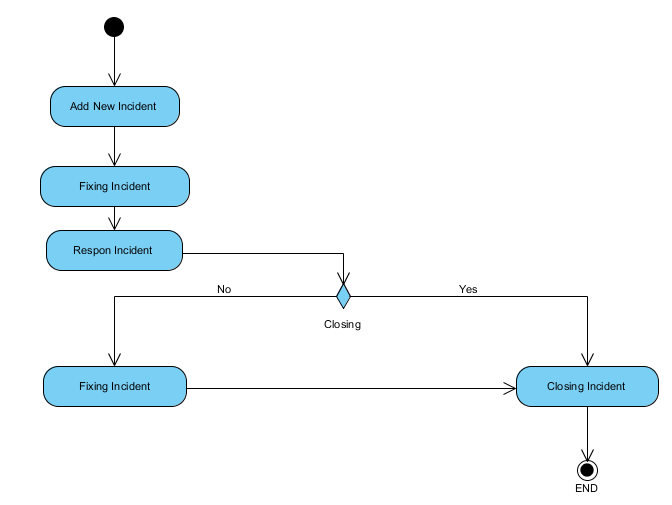 Add New Incident
Fixing Incident
Respon Incident
No
Yes
Closing
Fixing Incident
Closing Incident
END